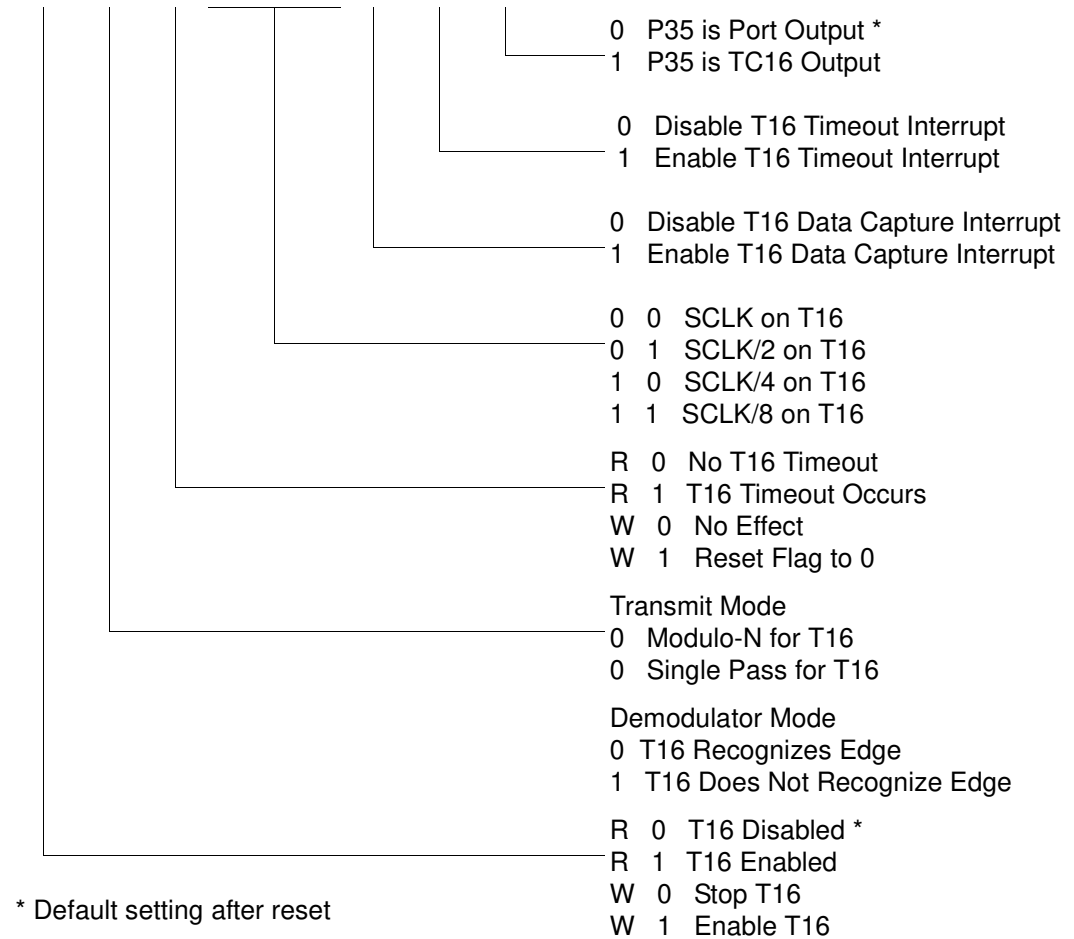 0 P35 is Port Output *
1 P35 is TC16 Output
0 Disable T16 Timeout Interrupt
1 Enable T16 Timeout Interrupt
0 Disable T16 Data Capture Interrupt
1 Enable T16 Data Capture Interrupt
0 0 SCLK on T16
0 1 SCLK/2 on T16
1 0 SCLK/4 on T16
1 1 SCLK/8 on T16
R 0 No T16 Timeout
R 1 T16 Timeout Occurs
W 0 No Effect
W 1 Reset Flag to 0
Transmit Mode
0 Modulo-N for T16
0 Single Pass for T16
Demodulator Mode
0 T16 Recognizes Edge
1 T16 Does Not Recognize Edge
R 0 T16 Disabled *
R 1 T16 Enabled
W 0 Stop T16
W 1 Enable T16
* Default setting after reset